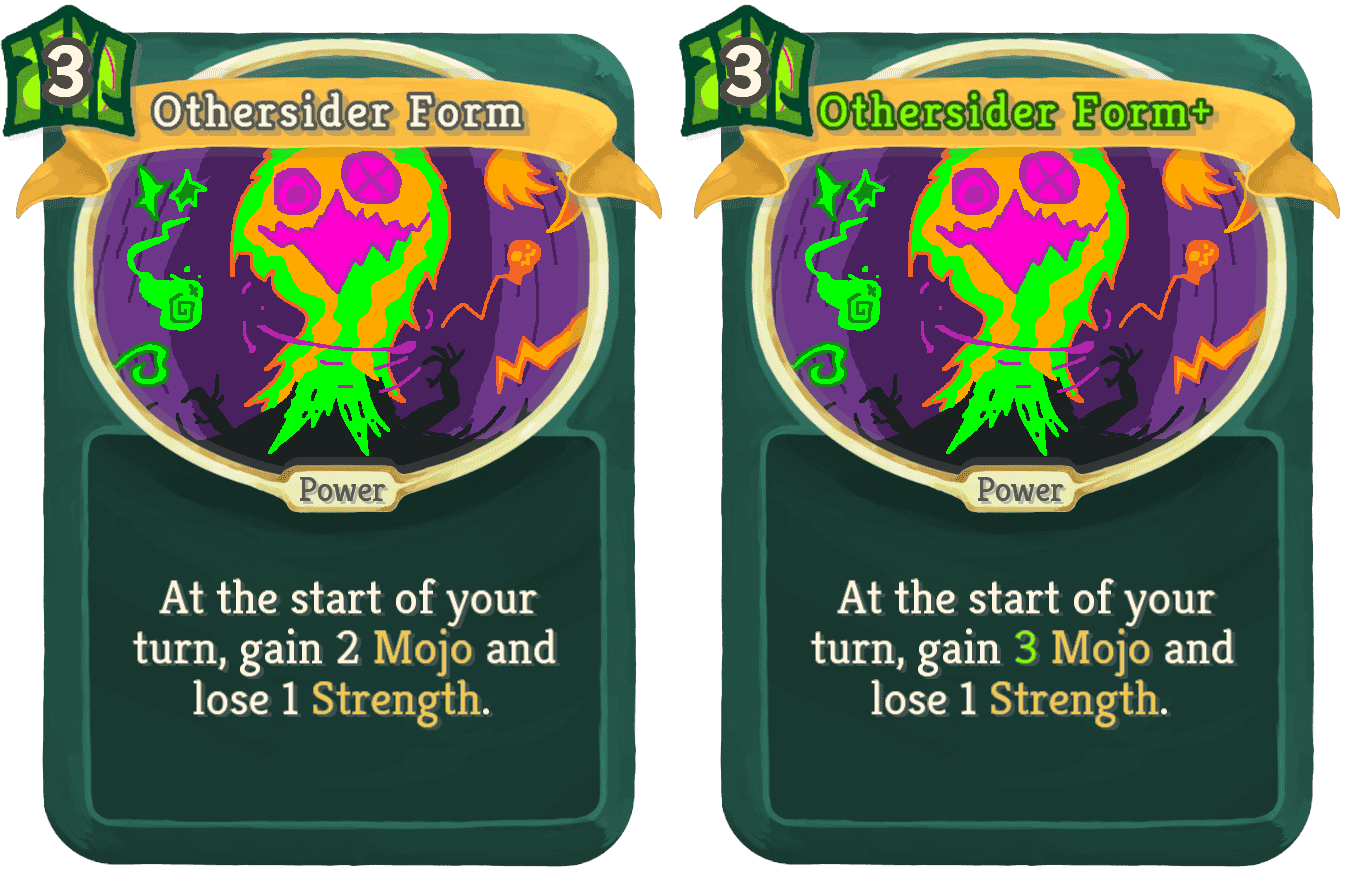 3
Othersider Form
Power
At the start of your
turn, gain 2 Mojo and
lose 1 Strength.
3
Othersider Form+
Power
At the start of your
turn, gain 3 Mojo and
lose 1 Strength.